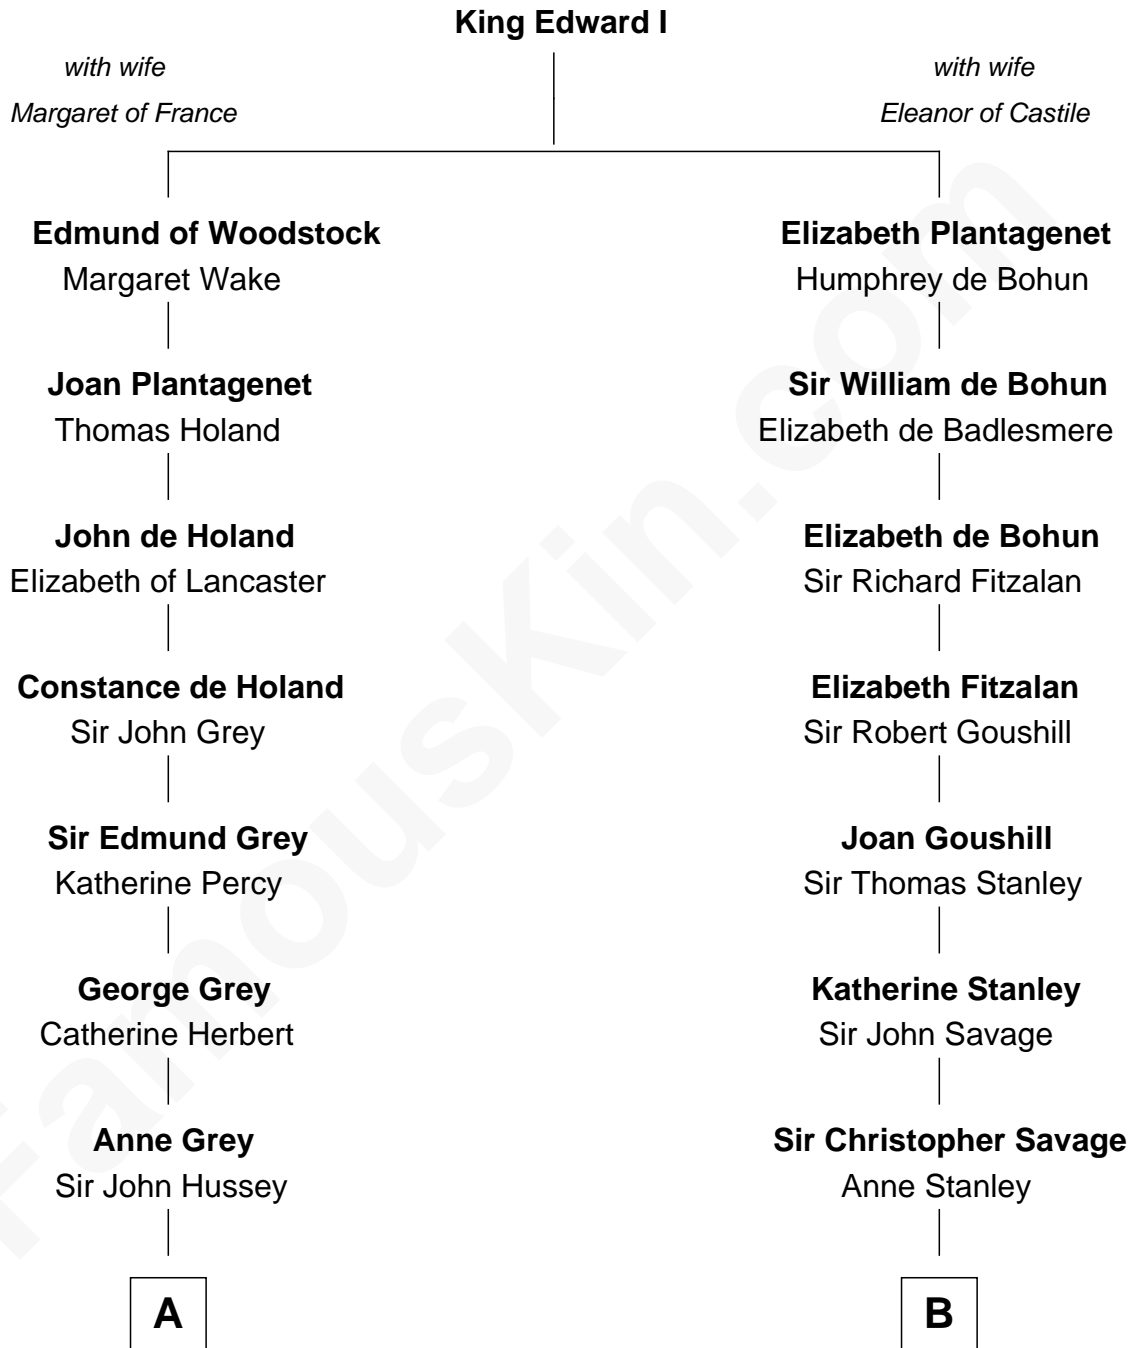 King Edward I
with wife
Margaret of France
with wife
Eleanor of Castile
Edmund of Woodstock
Margaret Wake
Elizabeth Plantagenet
Humphrey de Bohun
Joan Plantagenet
Thomas Holand
Sir William de Bohun
Elizabeth de Badlesmere
John de Holand
Elizabeth of Lancaster
Elizabeth de Bohun
Sir Richard Fitzalan
Constance de Holand
Sir John Grey
Elizabeth Fitzalan
Sir Robert Goushill
Sir Edmund Grey
Katherine Percy
Joan Goushill
Sir Thomas Stanley
George Grey
Catherine Herbert
Katherine Stanley
Sir John Savage
Anne Grey
Sir John Hussey
Sir Christopher Savage
Anne Stanley
A
B
FamousKin.com